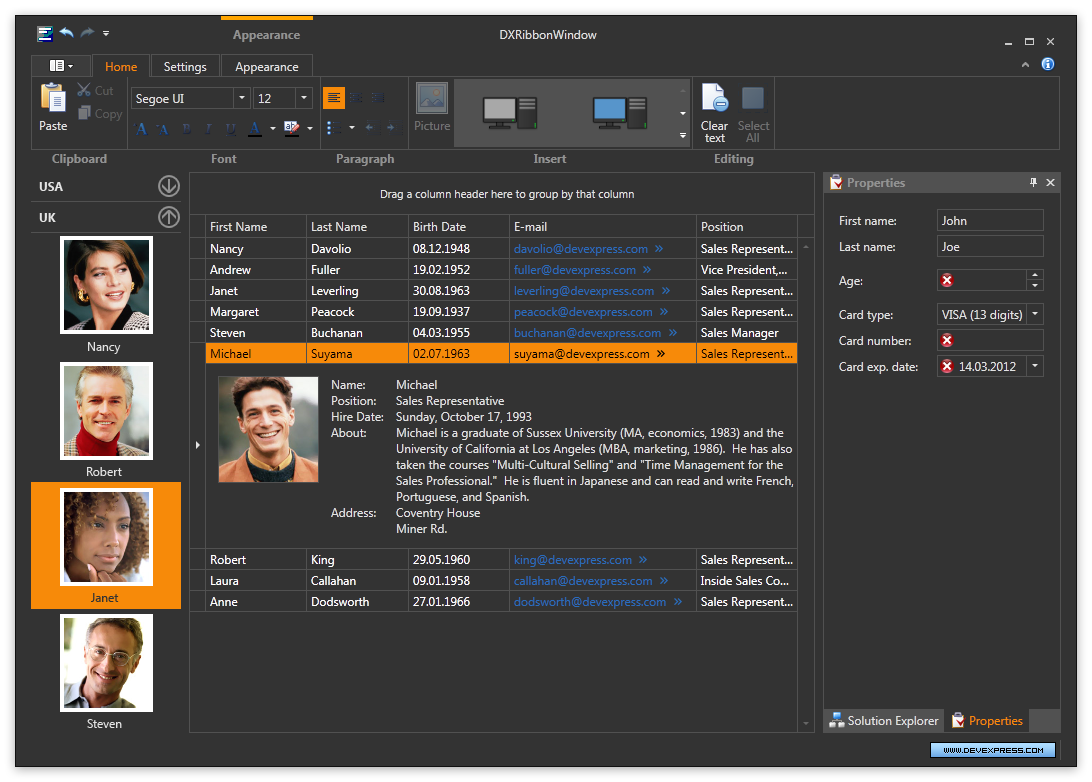 Appearance
DXRibbonWindow
Home
Settings
Appearance
Paste
Cut
Copy
Segoe UI
12
Picture
Clear text
Select All
Clipboard
Font
Paragraph
Insert
Editing
USA
UK
Nancy
Robert
Janet
Steven
Drag a column header here to group by that column
First Name Last Name Birth Date E-mail Position
Nancy Davolio 08.12.1948 davolio@devexpress.com » Sales Represent...
Andrew Fuller 19.02.1952 fuller@devexpress.com » Vice President,...
Janet Leverling 30.08.1963 leverling@devexpress.com » Sales Represent...
Margaret Peacock 19.09.1937 peacock@devexpress.com » Sales Represent...
Steven Buchanan 04.03.1955 buchanan@devexpress.com » Sales Manager
Michael Suyama 02.07.1963 suyama@devexpress.com » Sales Represent...
Name: Michael
Position: Sales Representative
Hire Date: Sunday, October 17, 1993
About: Michael is a graduate of Sussex University (MA, economics, 1983) and the
University of California at Los Angeles (MBA, marketing, 1986). He has also
taken the courses "Multi-Cultural Selling" and "Time Management for the
Sales Professional." He is fluent in Japanese and can read and write French,
Portuguese, and Spanish.
Address: Coventry House
Miner Rd.
Robert King 29.05.1960 king@devexpress.com » Sales Represent...
Laura Callahan 09.01.1958 callahan@devexpress.com » Inside Sales Co...
Anne Dodsworth 27.01.1966 dodsworth@devexpress.com » Sales Represent...
Properties
First name: John
Last name: Joe
Age:
Card type: VISA (13 digits)
Card number:
Card exp. date: 14.03.2012
Solution Explorer
Properties
WWW.DEVEXPRESS.COM